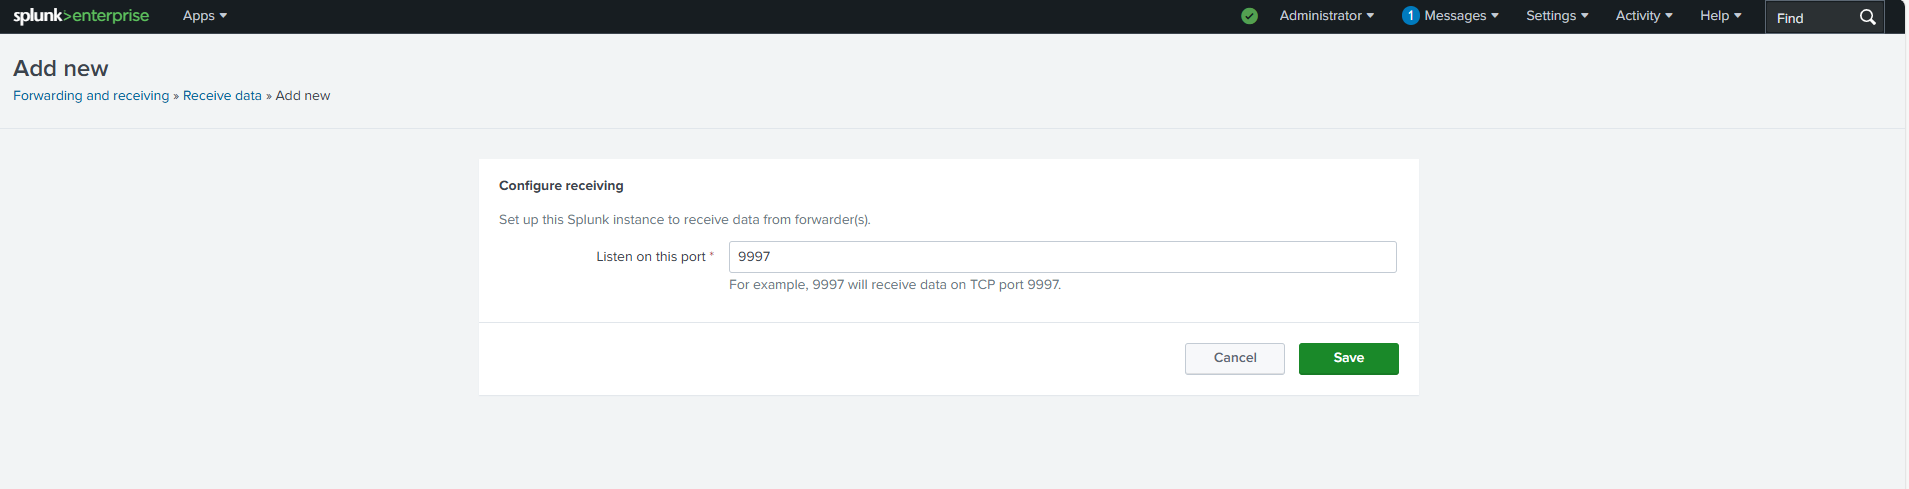 splunk>enterprise Apps Administrator 1 Messages Settings Activity Help Find
Add new
Forwarding and receiving » Receive data » Add new
Configure receiving
Set up this Splunk instance to receive data from forwarder(s).
Listen on this port * 9997
For example, 9997 will receive data on TCP port 9997.
Cancel Save